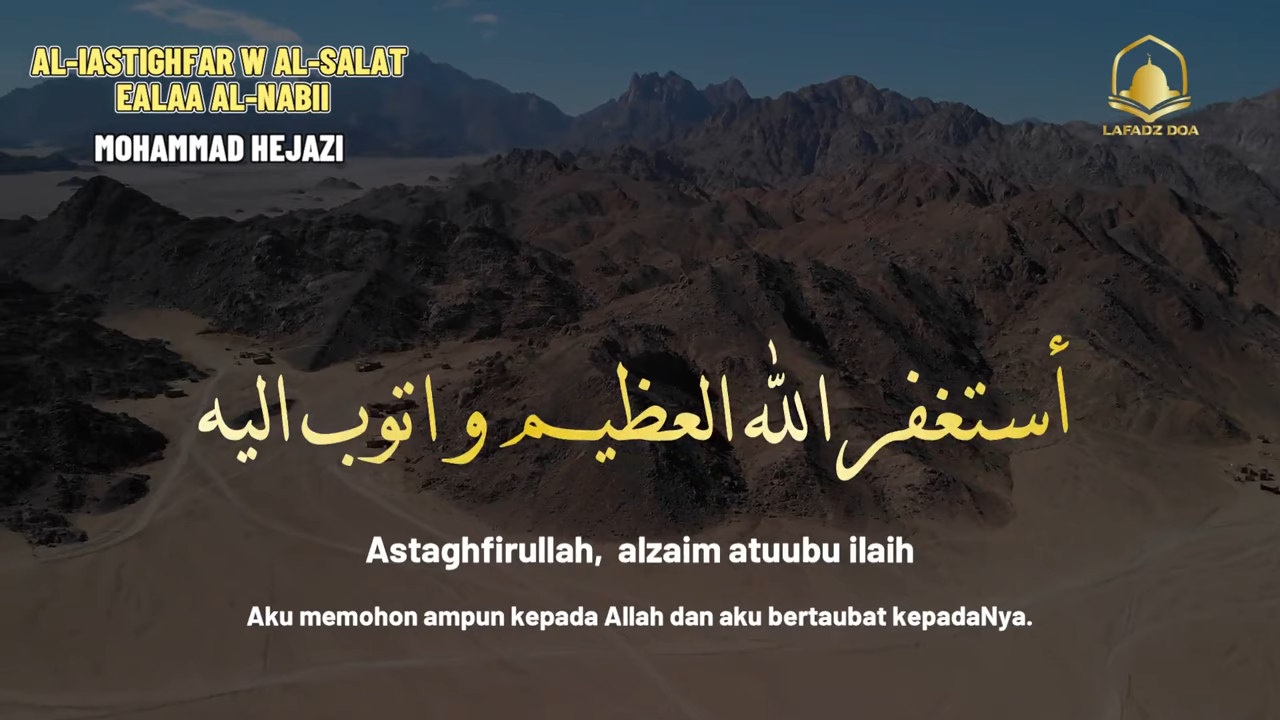 AL-IASTIGHFAR W AL-SALAT
EALAA AL-NABII
MOHAMMAD HEJAZI
LAFADZ DOA
أستغفر الله العظيم و اتوب اليه
Astaghfirullah, alzaim atuubu ilaih
Aku memohon ampun kepada Allah dan aku bertaubat kepadaNya.